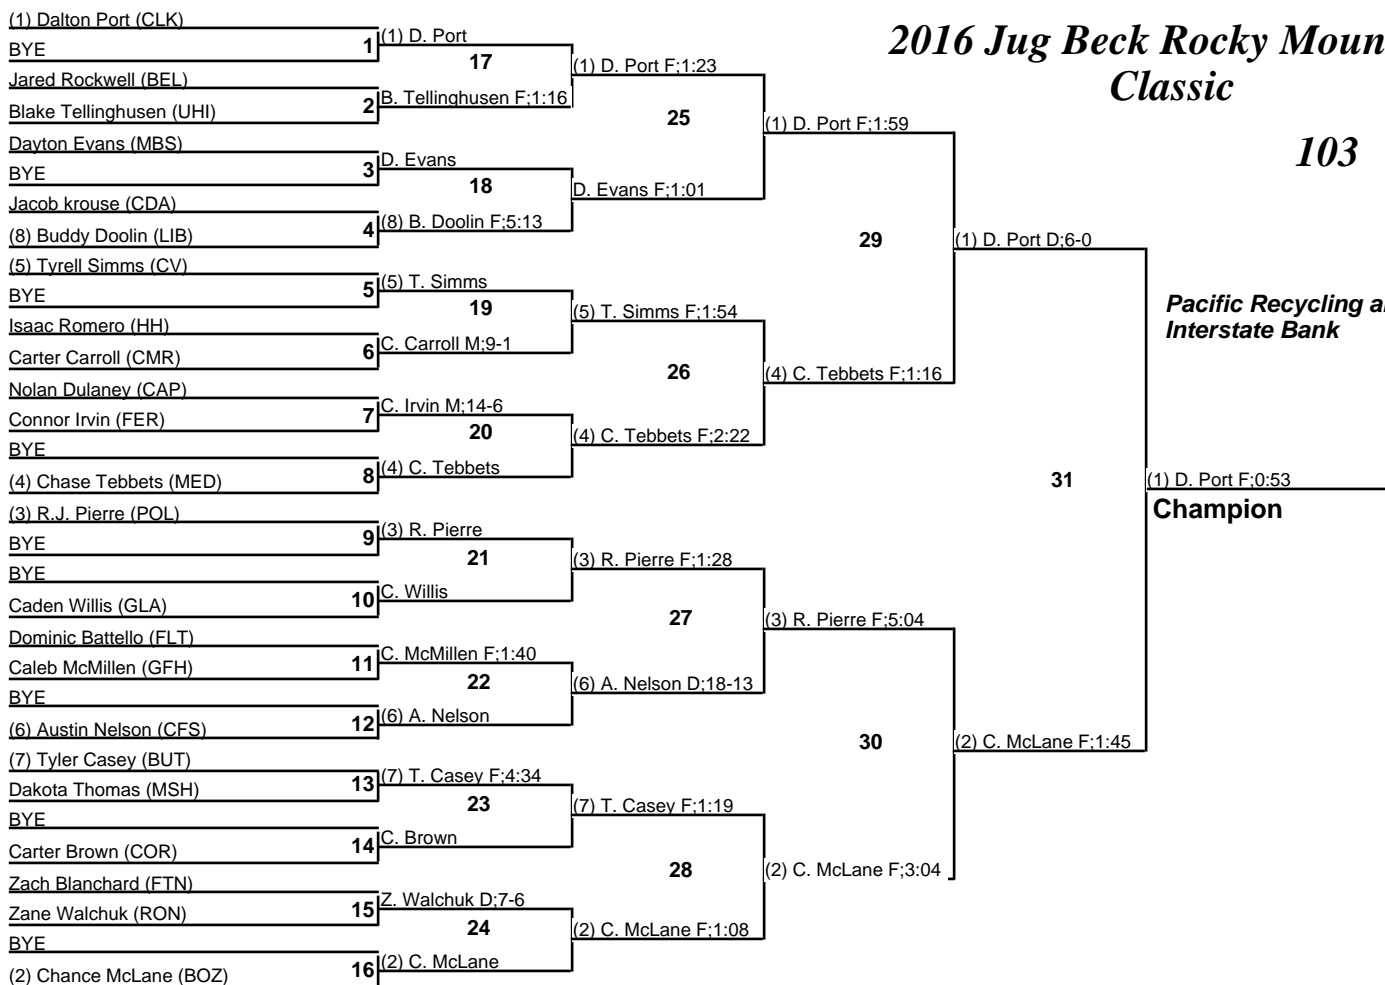 2016 Jug Beck Rocky Moun
Classic
103
Pacific Recycling a
Interstate Bank
(1) Dalton Port (CLK)
BYE
Jared Rockwell (BEL)
Blake Tellinghusen (UHI)
Dayton Evans (MBS)
BYE
Jacob krouse (CDA)
(8) Buddy Doolin (LIB)
(5) Tyrell Simms (CV)
BYE
Isaac Romero (HH)
Carter Carroll (CMR)
Nolan Dulaney (CAP)
Connor Irvin (FER)
BYE
(4) Chase Tebbets (MED)
(3) R.J. Pierre (POL)
BYE
BYE
Caden Willis (GLA)
Dominic Battello (FLT)
Caleb McMillen (GFH)
BYE
(6) Austin Nelson (CFS)
(7) Tyler Casey (BUT)
Dakota Thomas (MSH)
BYE
Carter Brown (COR)
Zach Blanchard (FTN)
Zane Walchuk (RON)
BYE
(2) Chance McLane (BOZ)
1
2
3
4
5
6
7
8
9
10
11
12
13
14
15
16
(1) D. Port
B. Tellinghusen F;1:16
D. Evans
(8) B. Doolin F;5:13
(5) T. Simms
C. Carroll M;9-1
C. Irvin M;14-6
(4) C. Tebbets
(3) R. Pierre
C. Willis
C. McMillen F;1:40
(6) A. Nelson
(7) T. Casey F;4:34
C. Brown
Z. Walchuk D;7-6
(2) C. McLane
17
18
19
20
21
22
23
24
(1) D. Port F;1:23
D. Evans F;1:01
(5) T. Simms F;1:54
(4) C. Tebbets F;2:22
(3) R. Pierre F;1:28
(6) A. Nelson D;18-13
(7) T. Casey F;1:19
(2) C. McLane F;1:08
25
26
27
28
(1) D. Port F;1:59
(4) C. Tebbets F;1:16
(3) R. Pierre F;5:04
(2) C. McLane F;3:04
29
30
(1) D. Port D;6-0
(2) C. McLane F;1:45
31
(1) D. Port F;0:53
Champion